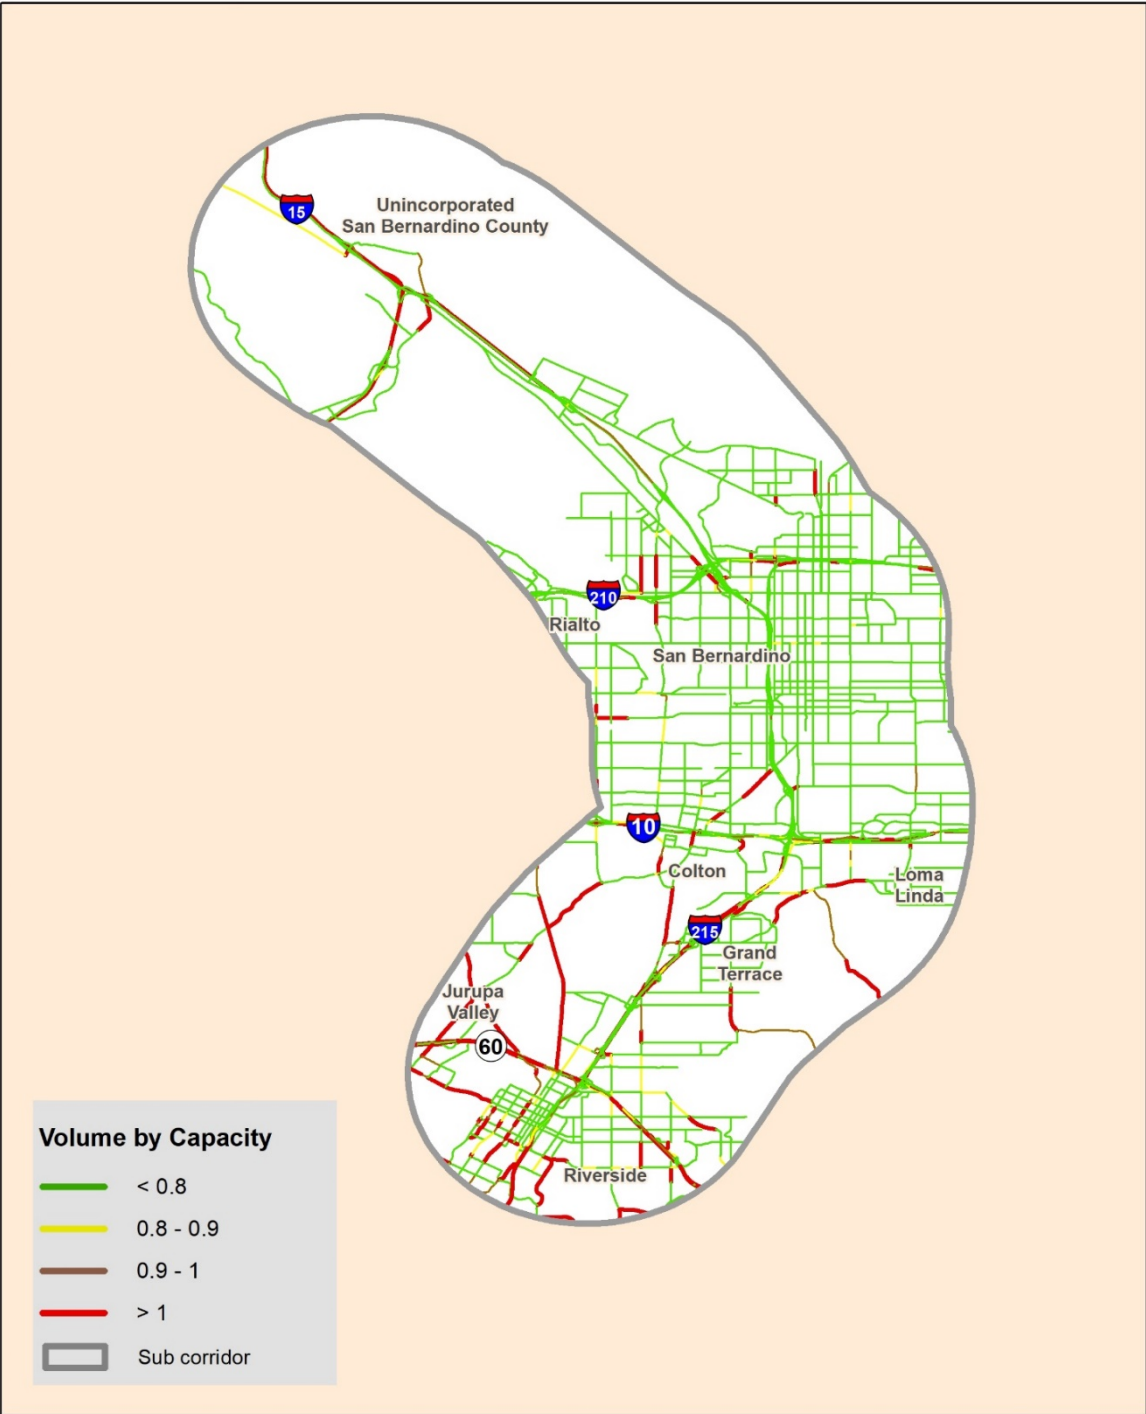 15
Unincorporated
San Bernardino County
210
Rialto
San Bernardino
10
Colton
Loma
Linda
215
Grand
Terrace
Jurupa
Valley
60
Riverside
Volume by Capacity
< 0.8
0.8 - 0.9
0.9 - 1
> 1
Sub corridor